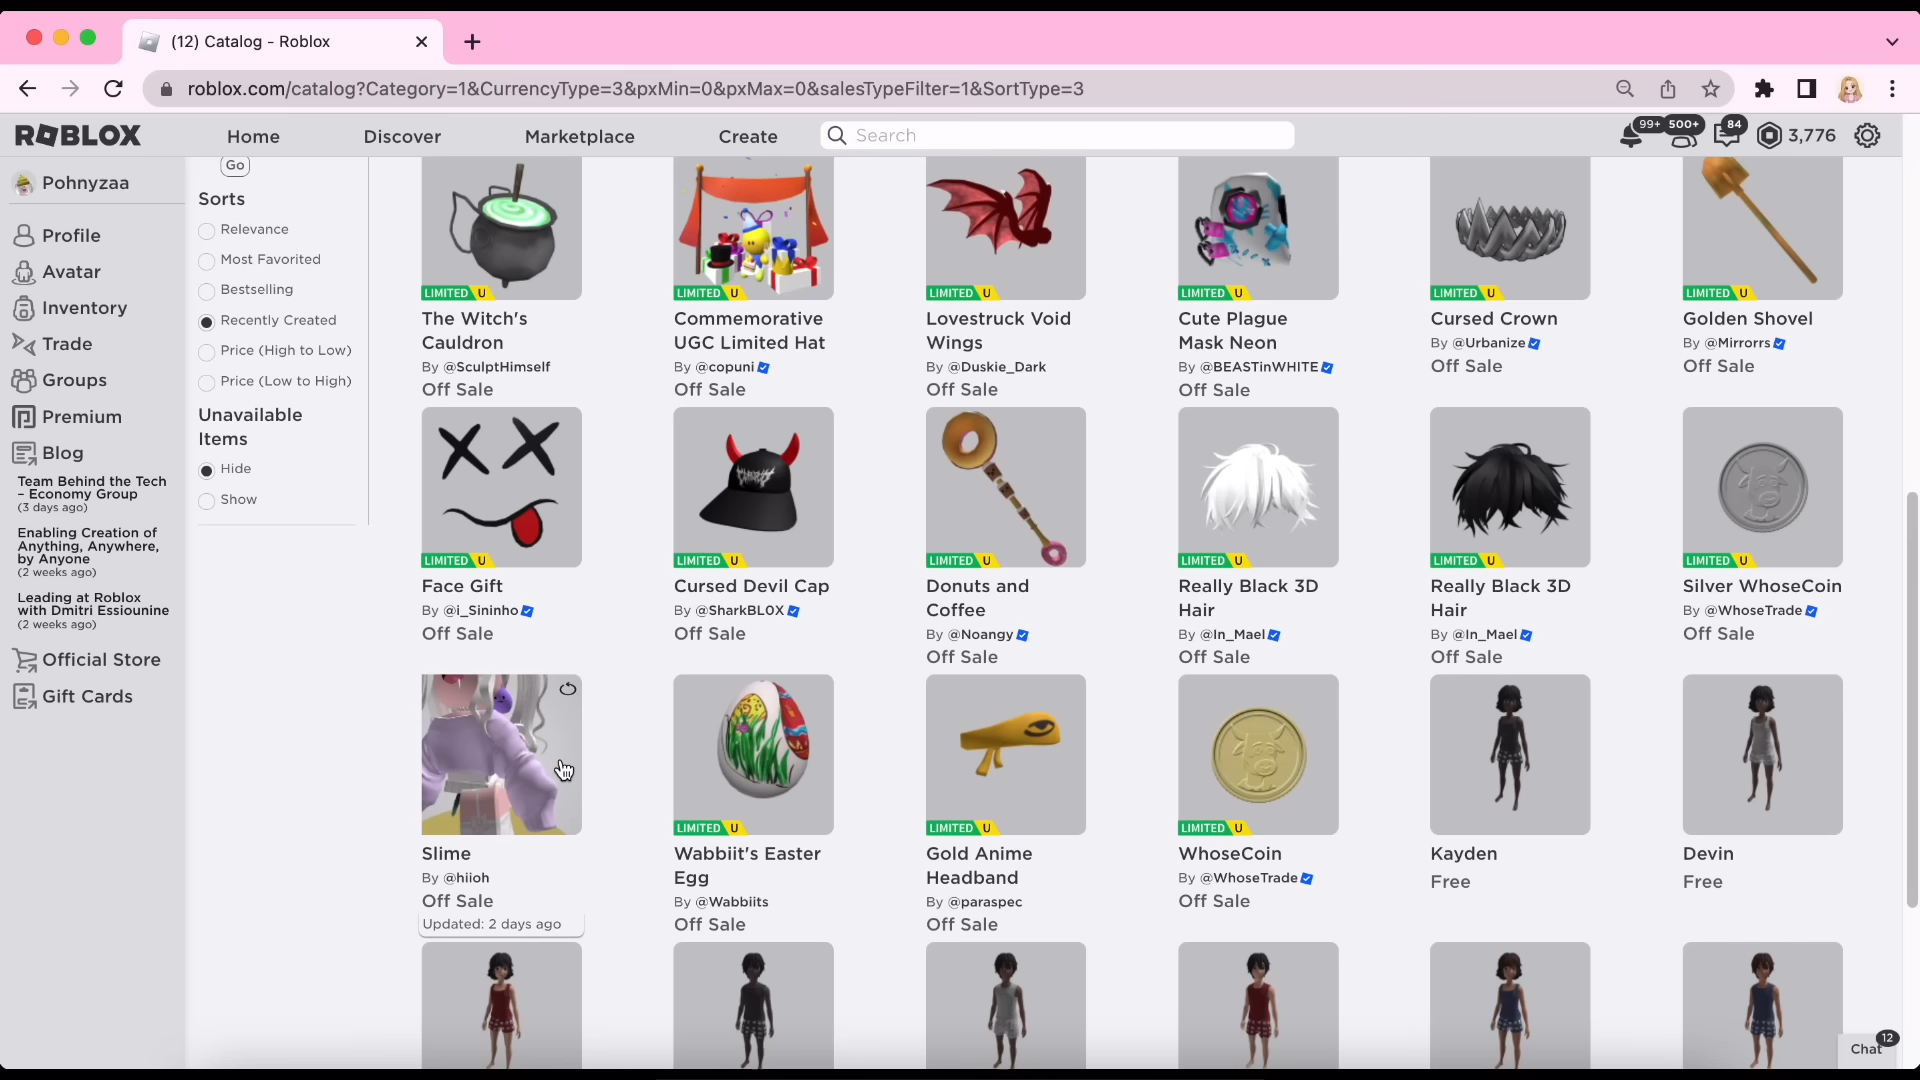 (12) Catalog - Roblox
roblox.com/catalog?Category=1&CurrencyType=3&pxMin=0&pxMax=0&salesTypeFilter=1&SortType=3
ROBLOX
Home
Discover
Marketplace
Create
Search
99+
500+
84
3,776
Pohnyzaa
Profile
Avatar
Inventory
Trade
Groups
Premium
Blog
Team Behind the Tech
– Economy Group
(3 days ago)
Enabling Creation of
Anything, Anywhere,
by Anyone
(2 weeks ago)
Leading at Roblox
with Dmitri Essiounine
(2 weeks ago)
Official Store
Gift Cards
Go
Sorts
Relevance
Most Favorited
Bestselling
Recently Created
Price (High to Low)
Price (Low to High)
Unavailable
Items
Hide
Show
LIMITED U
The Witch's
Cauldron
By @SculptHimself
Off Sale
LIMITED U
Commemorative
UGC Limited Hat
By @copuni
Off Sale
LIMITED U
Lovestruck Void
Wings
By @Duskie_Dark
Off Sale
LIMITED U
Cute Plague
Mask Neon
By @BEASTinWHITE
Off Sale
LIMITED U
Cursed Crown
By @Urbanize
Off Sale
LIMITED U
Golden Shovel
By @Mirrorrs
Off Sale
LIMITED U
Face Gift
By @i_Sininho
Off Sale
LIMITED U
Cursed Devil Cap
By @SharkBL0X
Off Sale
LIMITED U
Donuts and
Coffee
By @Noangy
Off Sale
LIMITED U
Really Black 3D
Hair
By @In_Mael
Off Sale
LIMITED U
Really Black 3D
Hair
By @In_Mael
Off Sale
LIMITED U
Silver WhoseCoin
By @WhoseTrade
Off Sale
Slime
By @hiioh
Off Sale
Updated: 2 days ago
LIMITED U
Wabbiit's Easter
Egg
By @Wabbiits
Off Sale
LIMITED U
Gold Anime
Headband
By @paraspec
Off Sale
LIMITED U
WhoseCoin
By @WhoseTrade
Off Sale
Kayden
Free
Devin
Free
Chat
12